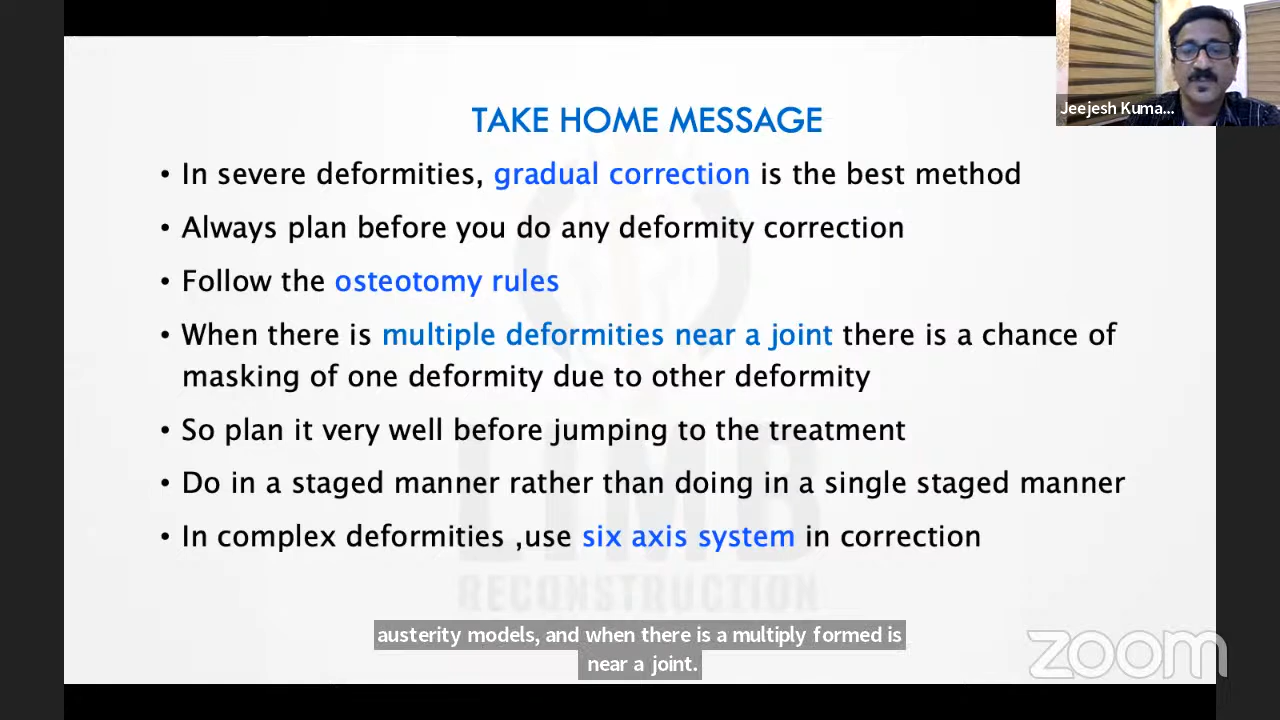 Jeejesh Kuma...
TAKE HOME MESSAGE
• In severe deformities, gradual correction is the best method
• Always plan before you do any deformity correction
• Follow the osteotomy rules
• When there is multiple deformities near a joint there is a chance of
masking of one deformity due to other deformity
• So plan it very well before jumping to the treatment
• Do in a staged manner rather than doing in a single staged manner
• In complex deformities ,use six axis system in correction
LIMB
RECONSTRUCTION
austerity models, and when there is a multiply formed is
near a joint.
zoom